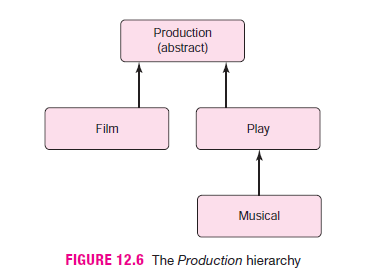 Production
(abstract)
Film
Play
Musical
FIGURE 12.6 The Production hierarchy